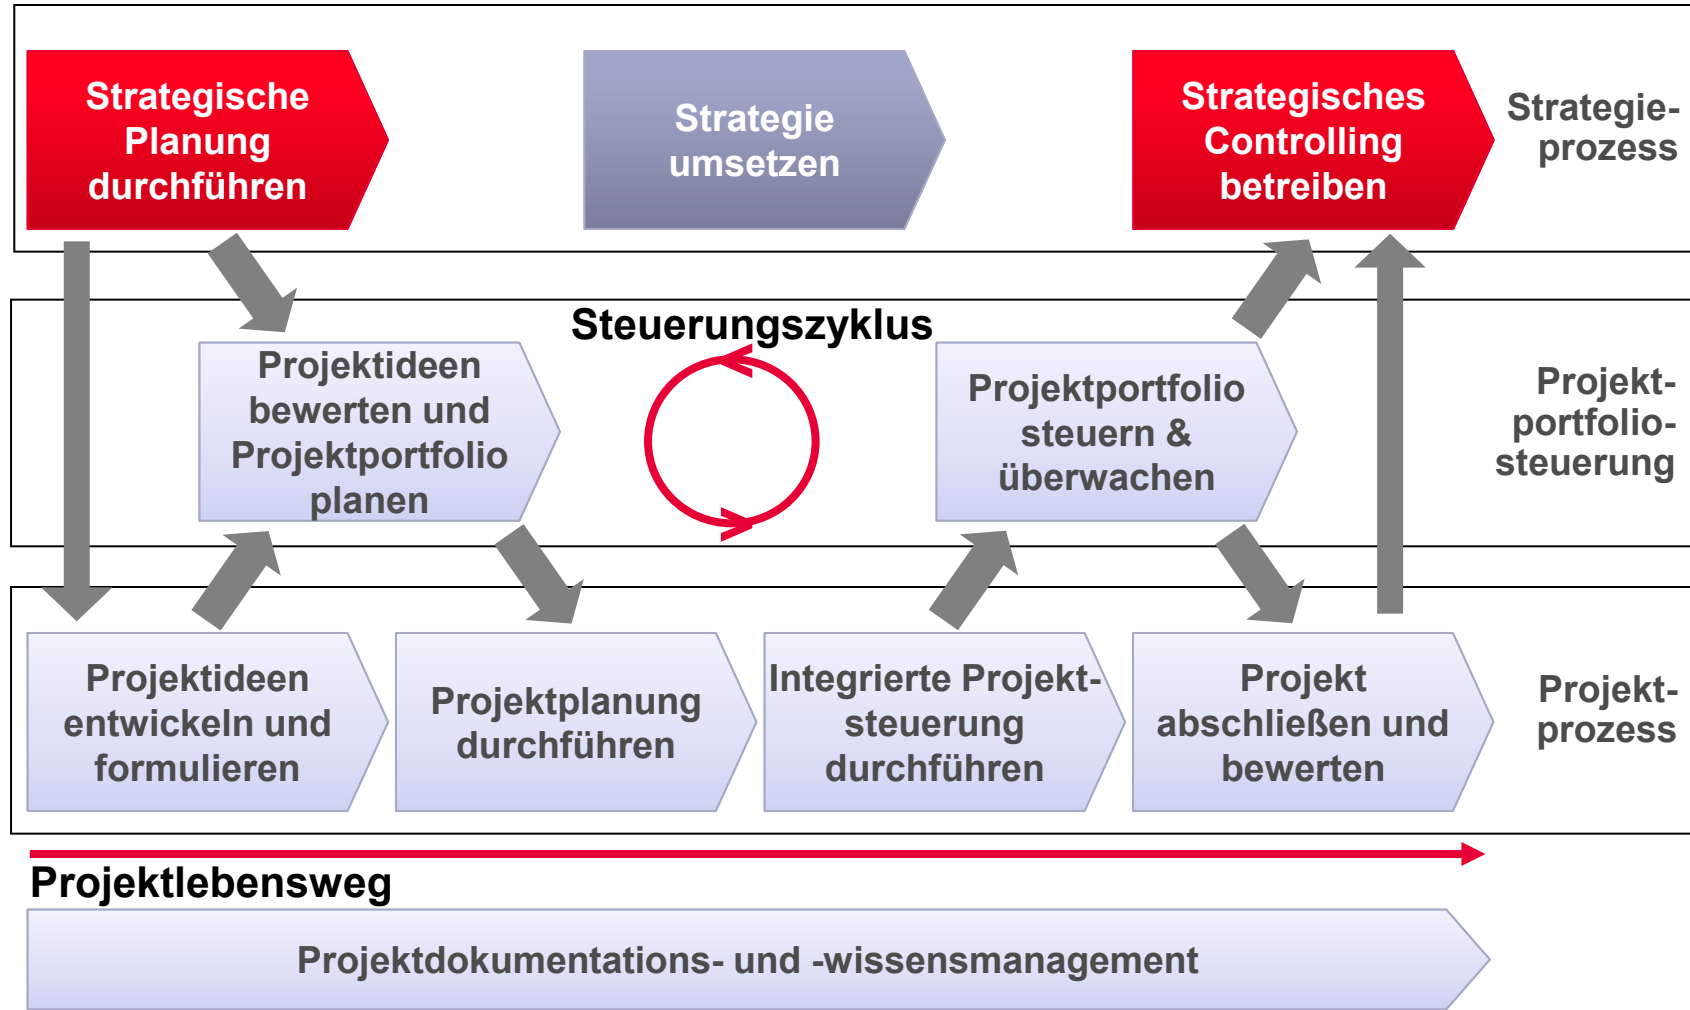 Strategische
Planung
durchführen
Strategie
umsetzen
Strategisches
Controlling
betreiben
Strategie-
prozess
Steuerungszyklus
Projektideen
bewerten und
Projektportfolio
planen
Projektportfolio
steuern &
überwachen
Projekt-
portfolio-
steuerung
Projektideen
entwickeln und
formulieren
Projektplanung
durchführen
Integrierte Projekt-
steuerung
durchführen
Projekt
abschließen und
bewerten
Projekt-
prozess
Projektlebensweg
Projektdokumentations- und -wissensmanagement